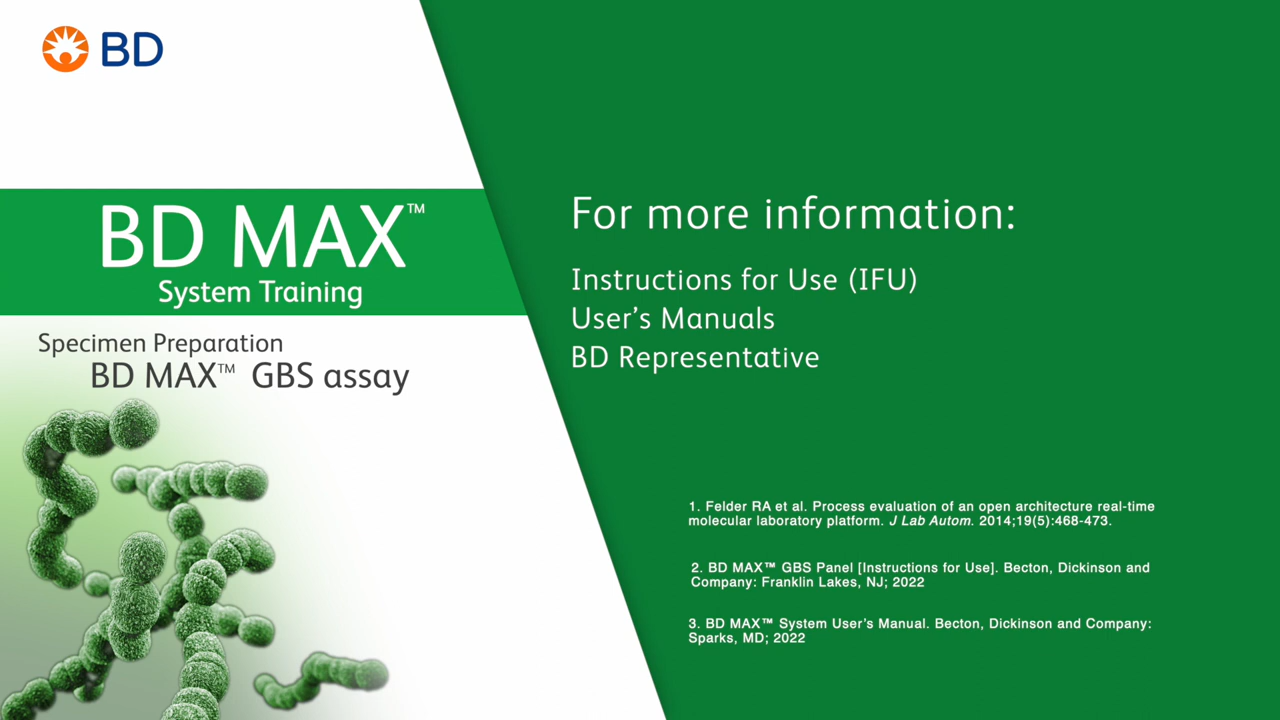 BD
BD MAX™
System Training
Specimen Preparation
BD MAX™ GBS assay
For more information:
Instructions for Use (IFU)
User’s Manuals
BD Representative
1. Felder RA et al. Process evaluation of an open architecture real-time
molecular laboratory platform. J Lab Autom. 2014;19(5):468-473.
2. BD MAX™ GBS Panel [Instructions for Use]. Becton, Dickinson and
Company: Franklin Lakes, NJ; 2022
3. BD MAX™ System User’s Manual. Becton, Dickinson and Company:
Sparks, MD; 2022